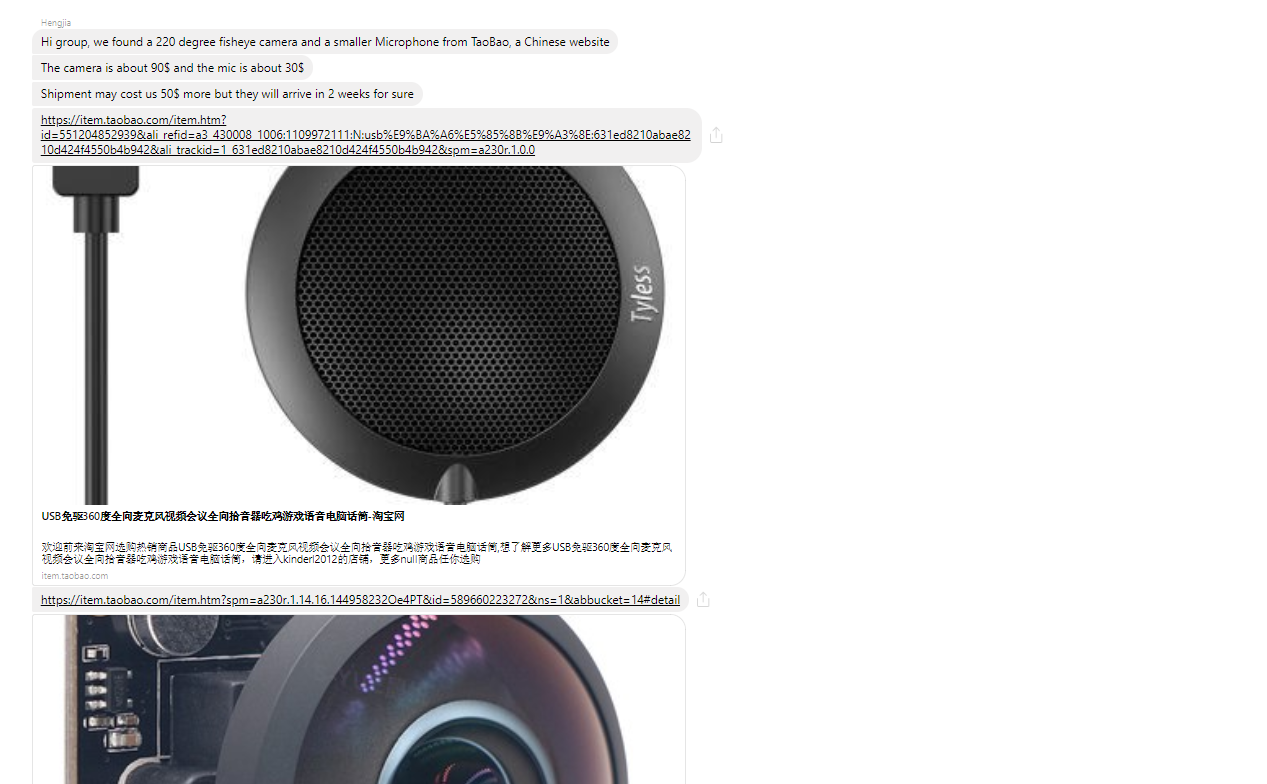 Hengjia
Hi group, we found a 220 degree fisheye camera and a smaller Microphone from TaoBao, a Chinese website
The camera is about 90$ and the mic is about 30$
Shipment may cost us 50$ more but they will arrive in 2 weeks for sure
https://item.taobao.com/item.htm?
id=551204852939&ali_refid=a3_430008_1006:1109972111:N:usb%E9%BA%A6%E5%85%8B%E9%A3%8E:631ed8210abae82
10d424f4550b4b942&ali_trackid=1_631ed8210abae8210d424f4550b4b942&spm=a230r.1.0.0
Tyless
USB免驱360度全向麦克风视频会议全向拾音器吃鸡游戏语音电脑话筒-淘宝网
欢迎前来淘宝网选购热销商品USB免驱360度全向麦克风视频会议全向拾音器吃鸡游戏语音电脑话筒,想了解更多USB免驱360度全向麦克风
视频会议全向拾音器吃鸡游戏语音电脑话筒，请进入kinderl2012的店铺，更多null商品任你选购
item.taobao.com
https://item.taobao.com/item.htm?spm=a230r.1.14.16.144958232Oe4PT&id=589660223272&ns=1&abbucket=14#detail